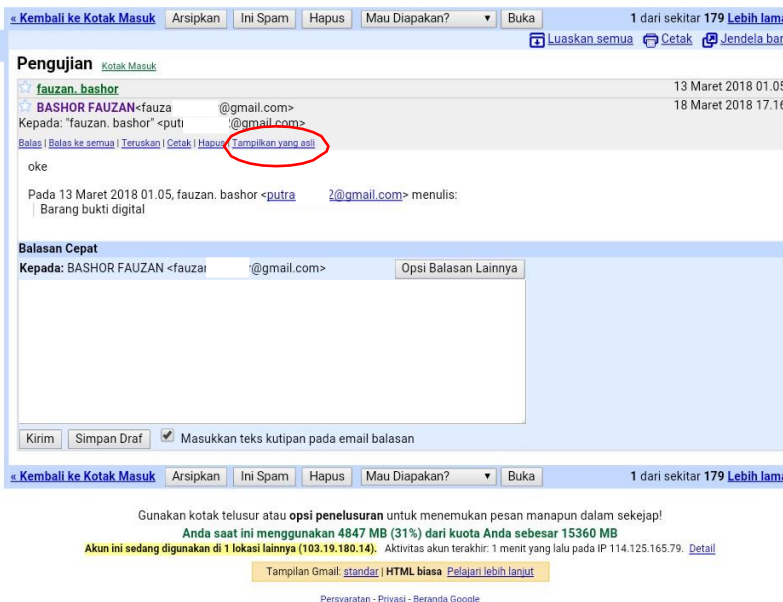 « Kembali ke Kotak Masuk Arsipkan Ini Spam Hapus Mau Diapakan? Buka 1 dari sekitar 179 Lebih lama
Luaskan semua Cetak Jendela bar
Pengujian Kotak Masuk
fauzan. bashor 13 Maret 2018 01.05
BASHOR FAUZAN<fauza @gmail.com> 18 Maret 2018 17.16
Kepada: "fauzan. bashor" <puti @gmail.com>
Balas | Balas ke semua | Teruskan | Cetak | Hapus | Tampilkan yang asli
oke
Pada 13 Maret 2018 01.05, fauzan. bashor <putra 2@gmail.com> menulis:
Barang bukti digital
Balasan Cepat
Kepada: BASHOR FAUZAN <fauzar @gmail.com> Opsi Balasan Lainnya
Kirim Simpan Draf Masukkan teks kutipan pada email balasan
« Kembali ke Kotak Masuk Arsipkan Ini Spam Hapus Mau Diapakan? Buka 1 dari sekitar 179 Lebih lama
Gunakan kotak telusur atau opsi penelusuran untuk menemukan pesan manapun dalam sekejap!
Anda saat ini menggunakan 4847 MB (31%) dari kuota Anda sebesar 15360 MB
Akun ini sedang digunakan di 1 lokasi lainnya (103.19.180.14). Aktivitas akun terakhir: 1 menit yang lalu pada IP 114.125.165.79. Detail
Tampilan Gmail: standar | HTML biasa Pelajari lebih lanjut
Persyaratan - Privasi - Beranda Google